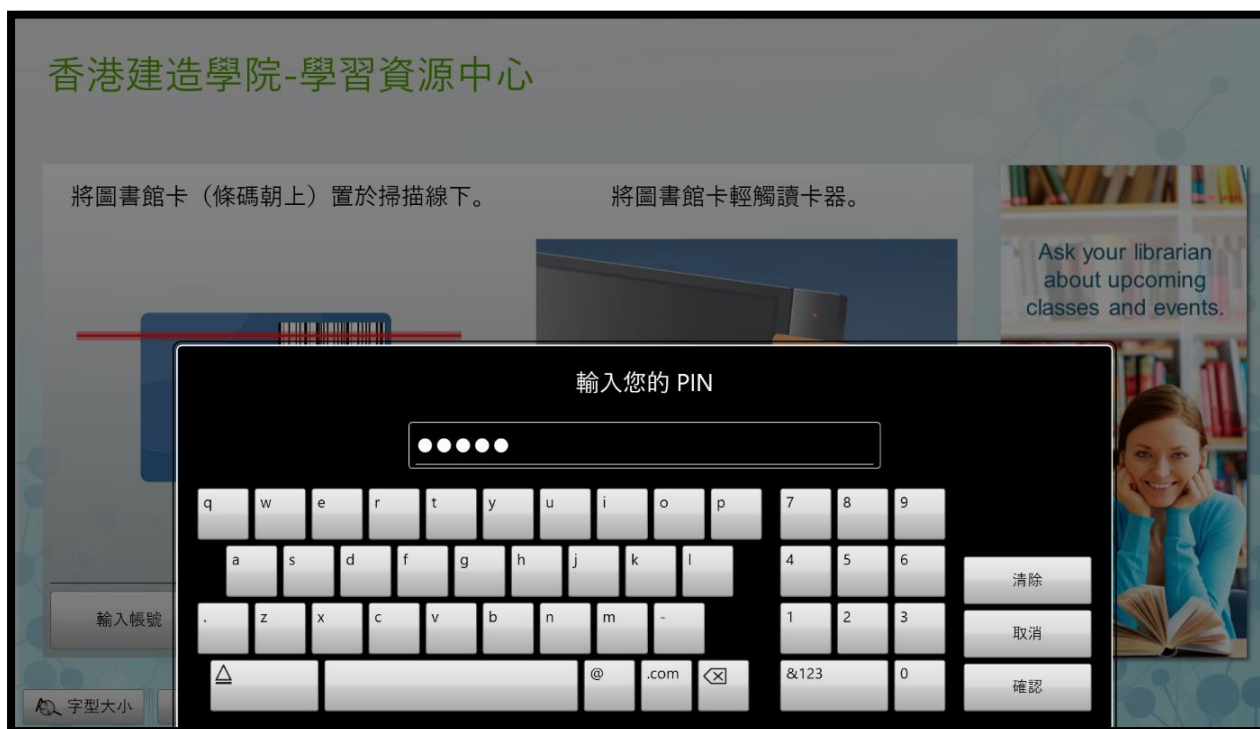 香港建造學院-學習資源中心
將圖書館卡（條碼朝上）置於掃描線下。
將圖書館卡輕觸讀卡器。
Ask your librarian
about upcoming
classes and events.
輸入您的 PIN
●●●●●
q w e r t y u i o p 7 8 9
a s d f g h j k l 4 5 6
清除
. z x c v b n m - 1 2 3
取消
@ .com &123 0
確認
輸入帳號
字型大小